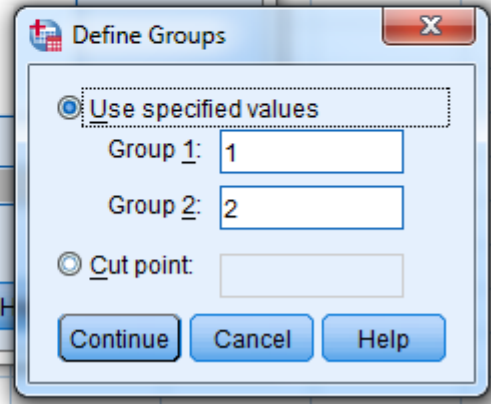 Define Groups
X
Use specified values
Group 1: 1
Group 2: 2
Cut point:
Continue Cancel Help
H